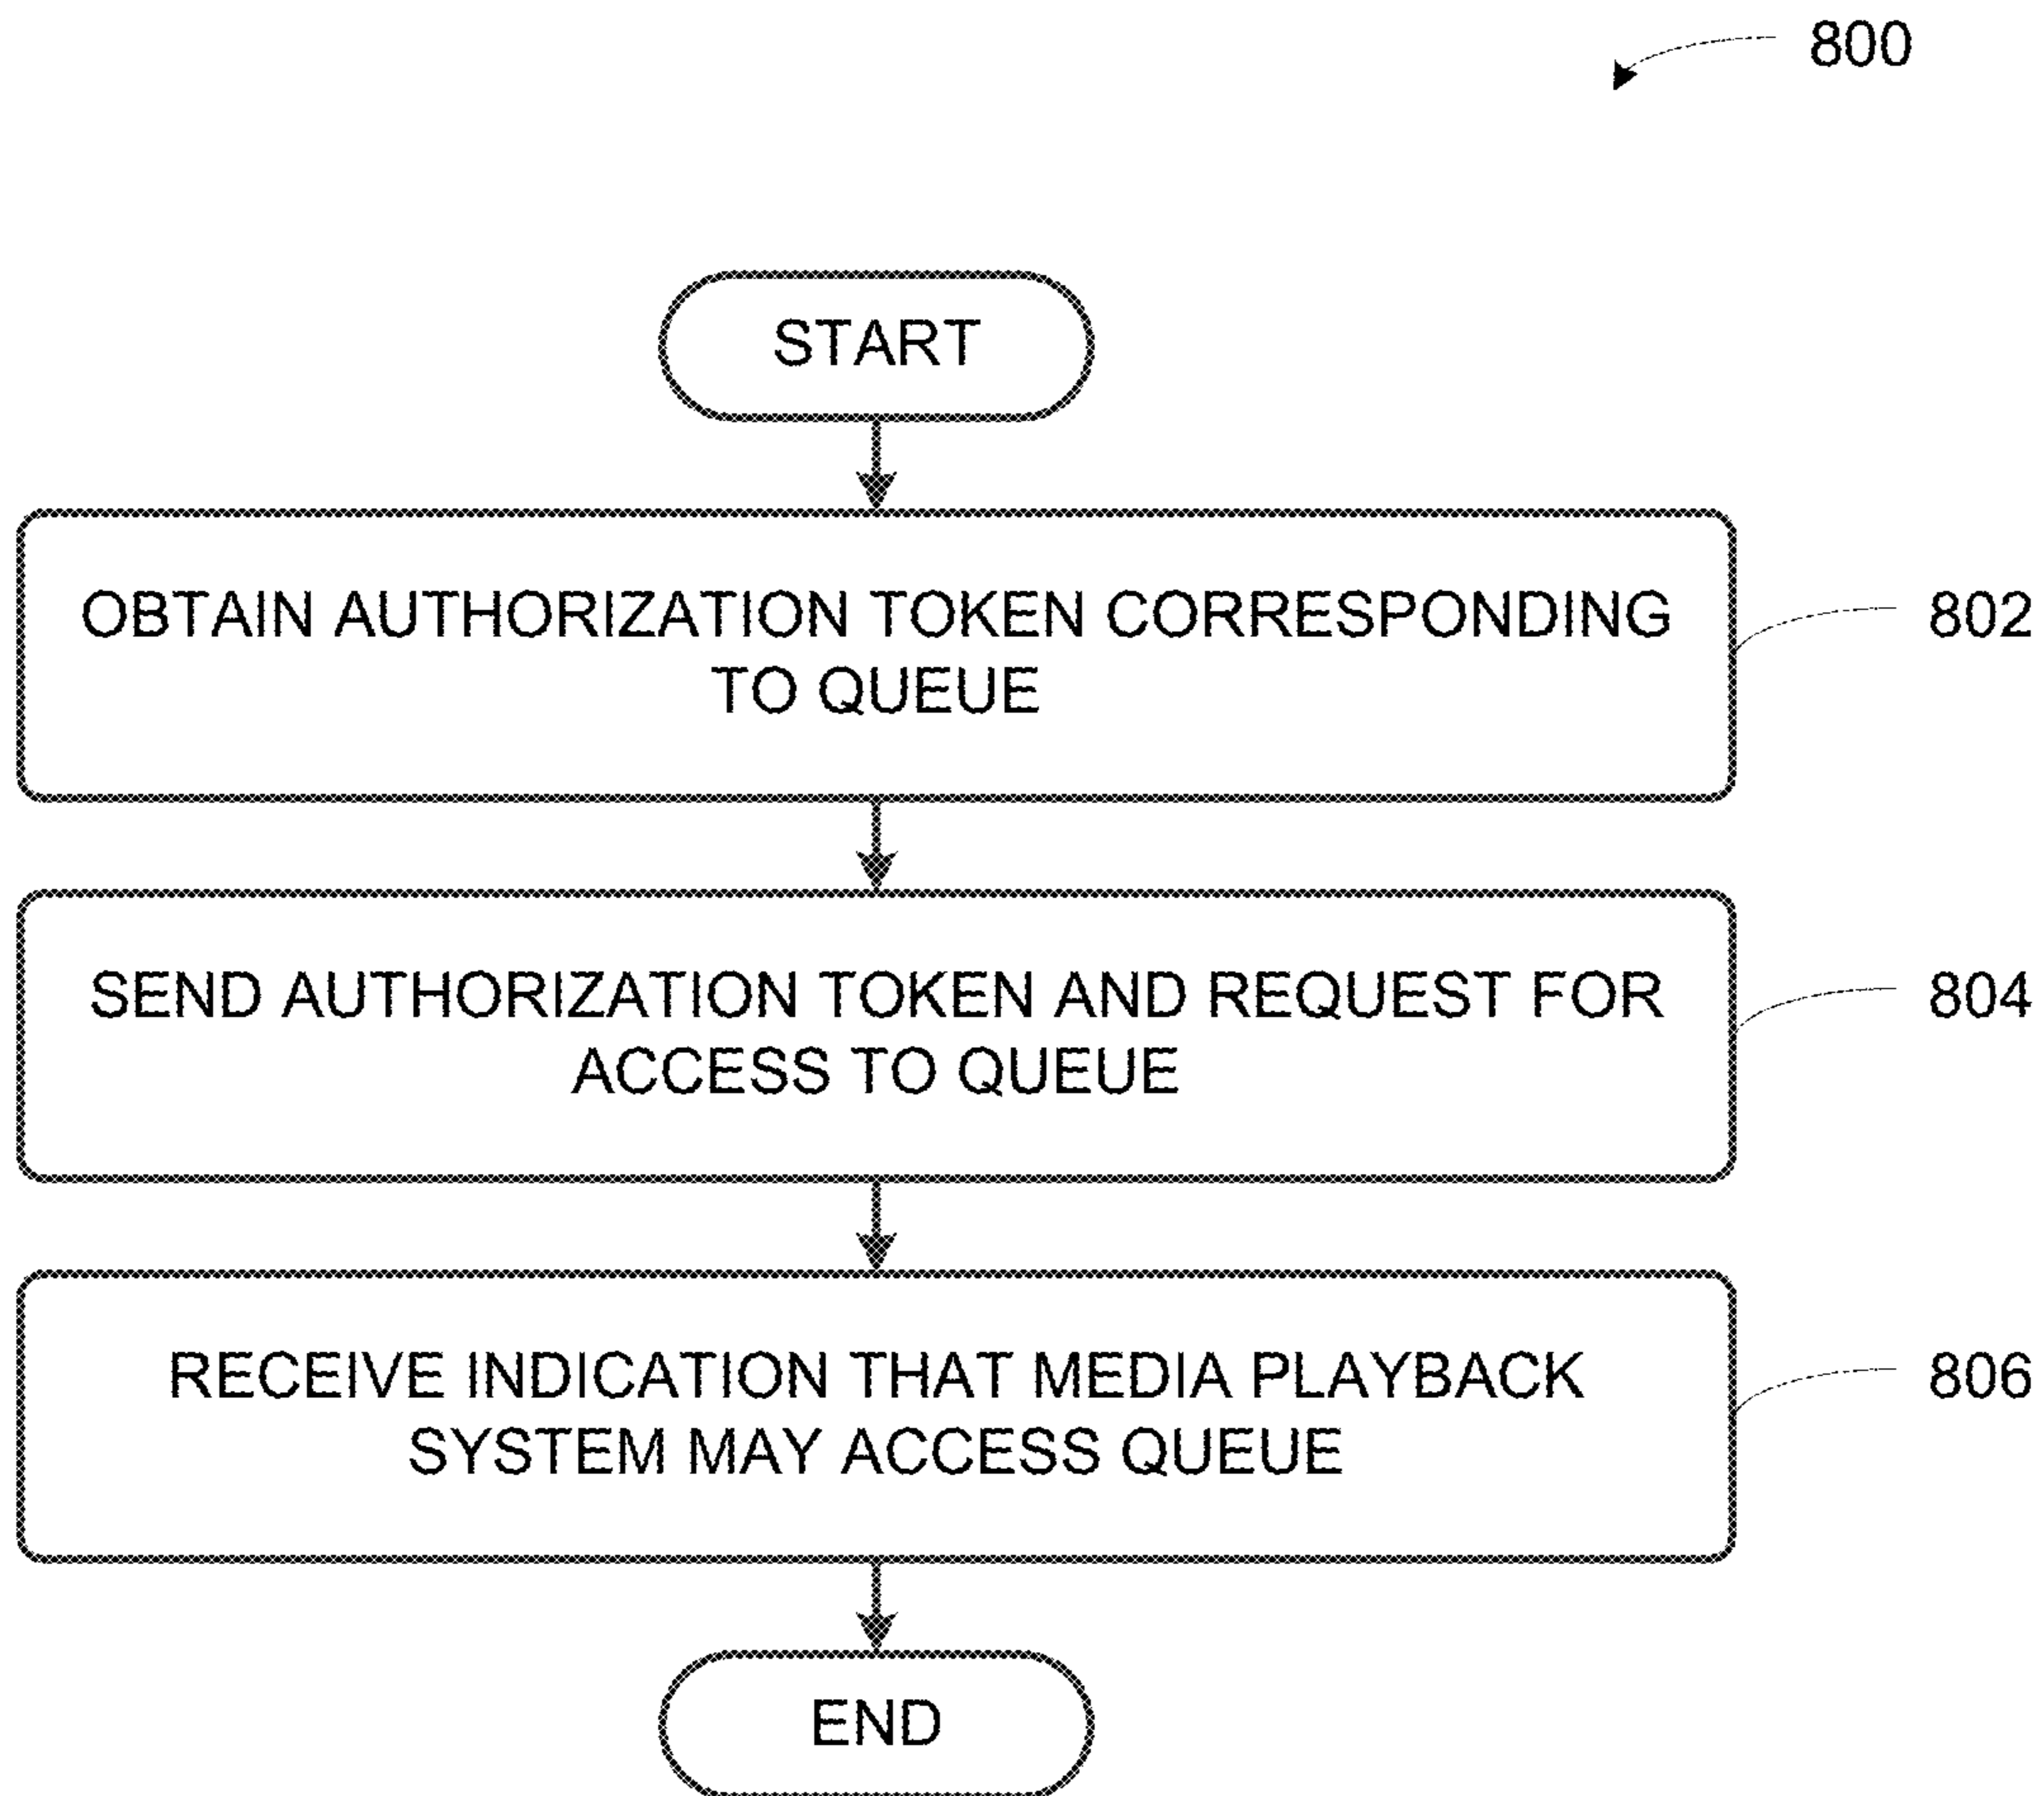 800
START
OBTAIN AUTHORIZATION TOKEN CORRESPONDING
TO QUEUE
802
SEND AUTHORIZATION TOKEN AND REQUEST FOR
ACCESS TO QUEUE
804
RECEIVE INDICATION THAT MEDIA PLAYBACK
SYSTEM MAY ACCESS QUEUE
806
END